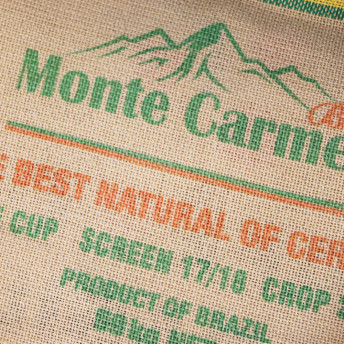 Monte Carme
E BEST NATURAL OF CER
CUP SCREEN 17/18 CROP
PRODUCT OF BRAZIL